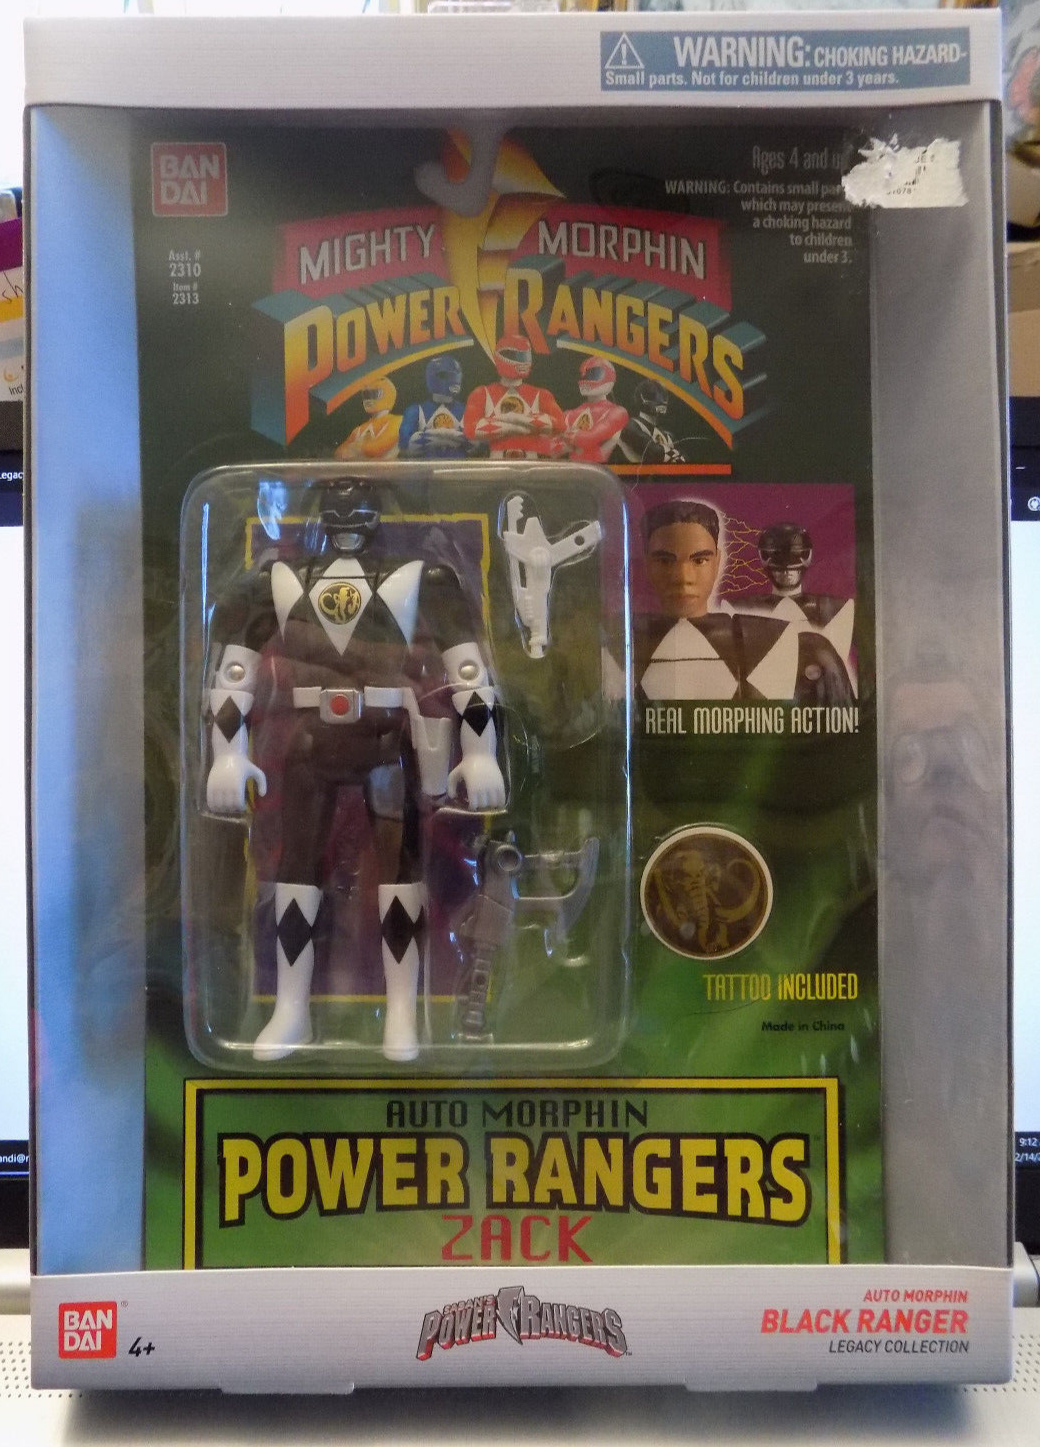 WARNING: CHOKING HAZARD-
Small parts. Not for children under 3 years.
BAN
DAI
Ages 4 and
WARNING: Contains small
which may present
a choking hazard
to children
under 3.
Asst. #
2310
Item #
2313
MIGHTY MORPHIN
POWER RANGERS
REAL MORPHING ACTION!
TATTOO INCLUDED
Made in China
AUTO MORPHIN
POWER RANGERS
ZACK
BAN
DAI
®
4+
SABAN'S
POWER RANGERS
AUTO MORPHIN
BLACK RANGER
LEGACY COLLECTION
9:12